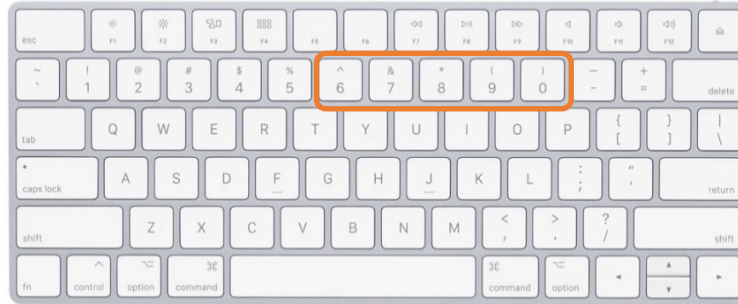 esc F1 F2 F3 F4 F5 F6 F7 F8 F9 F10 F11 F12
~ ! @ # $ % ^ & * ( ) — +
` 1 2 3 4 5 6 7 8 9 0 - = delete
tab Q W E R T Y U I O P { [ } ] | \
caps lock A S D F G H J K L : ; " ' return
shift Z X C V B N M < , > . ? / shift
fn control option command command option